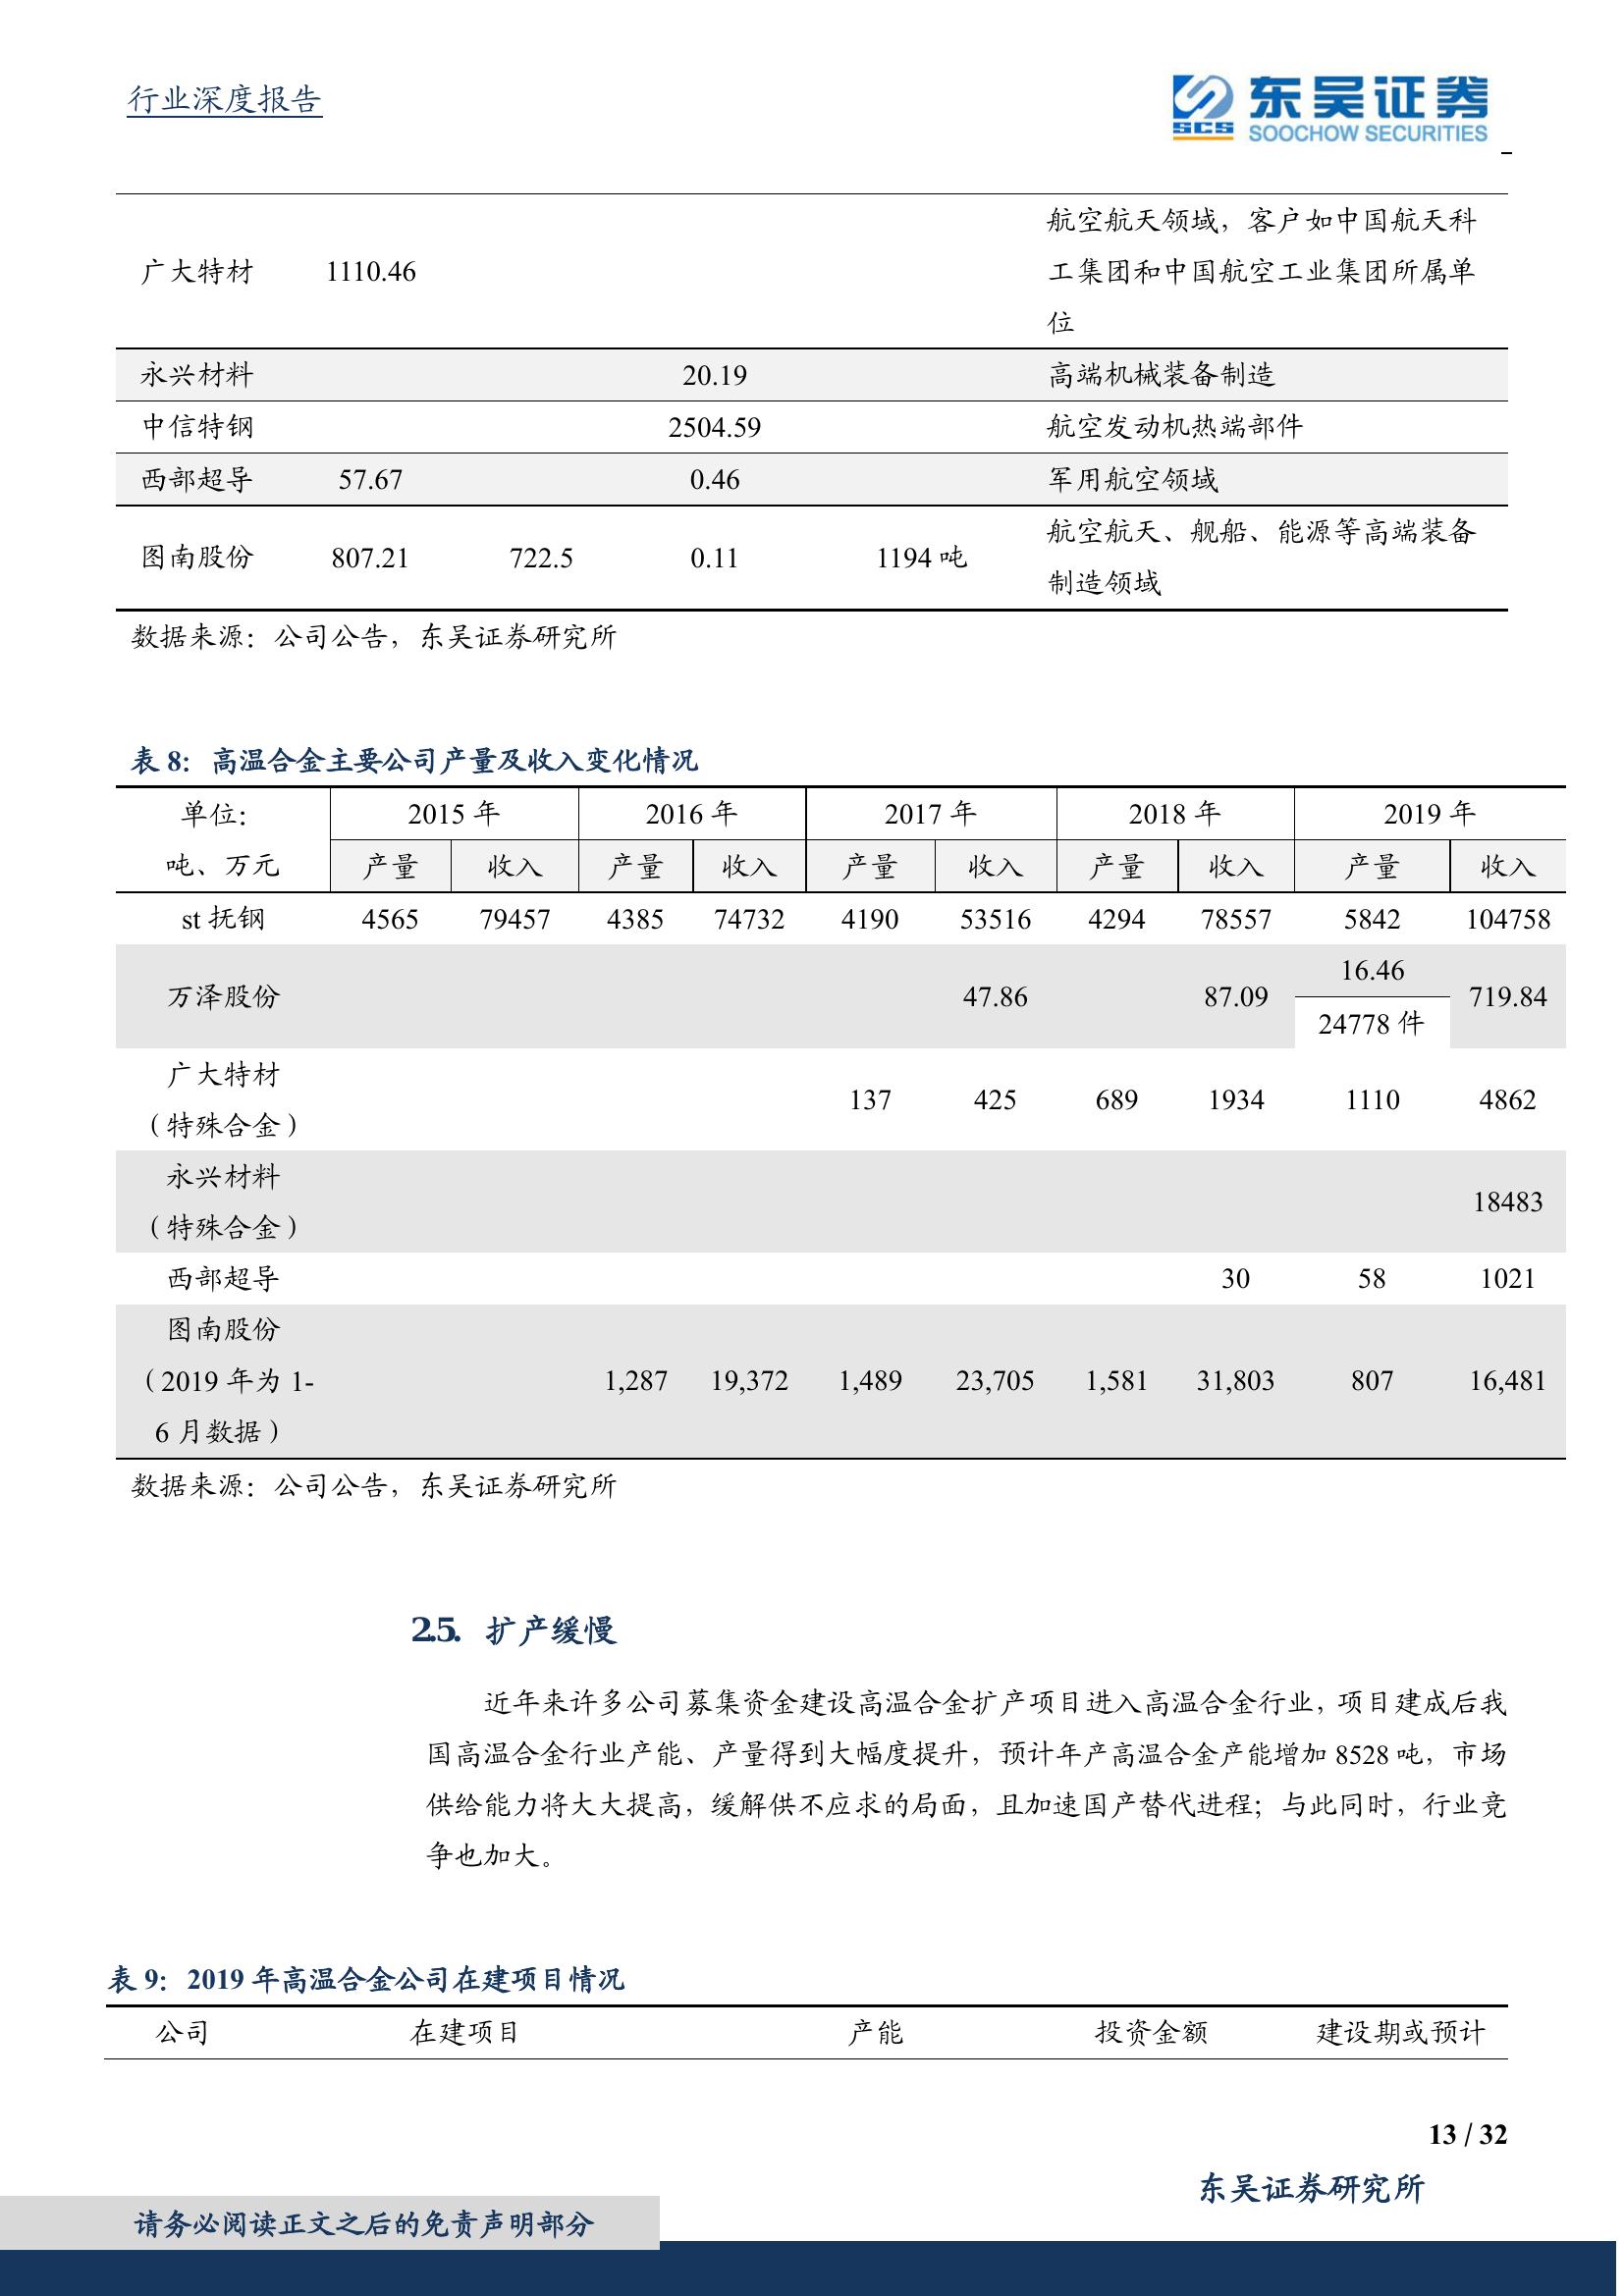 行业深度报告
东吴证券
SCS
SOOCHOW SECURITIES
航空航天领域，客户如中国航天科
广大特材 1110.46 工集团和中国航空工业集团所属单
位
永兴材料 20.19 高端机械装备制造
中信特钢 2504.59 航空发动机热端部件
西部超导 57.67 0.46 军用航空领域
航空航天、舰船、能源等高端装备
图南股份 807.21 722.5 0.11 1194 吨
制造领域
数据来源：公司公告，东吴证券研究所
表 8：高温合金主要公司产量及收入变化情况
单位： 2015 年 2016 年 2017 年 2018 年 2019 年
吨、万元 产量 收入 产量 收入 产量 收入 产量 收入 产量 收入
st 抚钢 4565 79457 4385 74732 4190 53516 4294 78557 5842 104758
16.46
万泽股份 47.86 87.09 719.84
24778 件
广大特材
137 425 689 1934 1110 4862
（特殊合金）
永兴材料
18483
（特殊合金）
西部超导 30 58 1021
图南股份
（2019 年为 1- 1,287 19,372 1,489 23,705 1,581 31,803 807 16,481
6 月数据）
数据来源：公司公告，东吴证券研究所
2.5. 扩产缓慢
近年来许多公司募集资金建设高温合金扩产项目进入高温合金行业，项目建成后我
国高温合金行业产能、产量得到大幅度提升，预计年产高温合金产能增加 8528 吨，市场
供给能力将大大提高，缓解供不应求的局面，且加速国产替代进程；与此同时，行业竞
争也加大。
表 9：2019 年高温合金公司在建项目情况
公司 在建项目 产能 投资金额 建设期或预计
13 / 32
东吴证券研究所
请务必阅读正文之后的免责声明部分